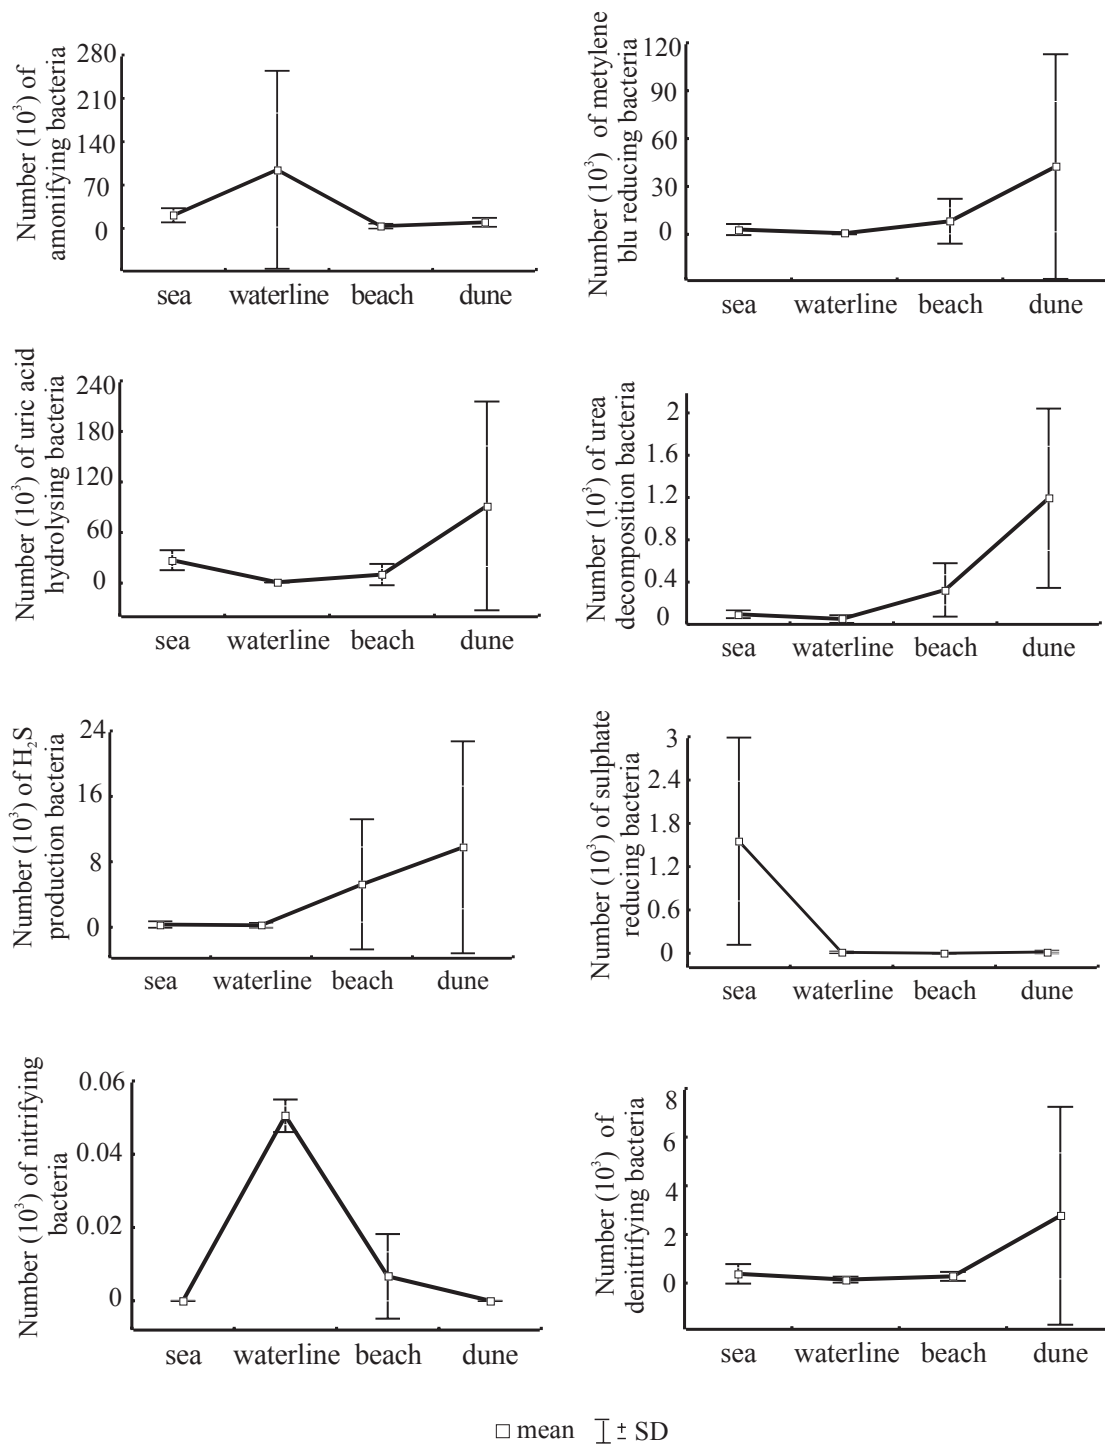 Number (10³) of
amonifying bacteria
280
210
140
70
0
sea waterline beach dune
Number (10³) of metylene
blu reducing bacteria
120
90
60
30
0
sea waterline beach dune
Number (10³) of uric acid
hydrolysing bacteria
240
180
120
60
0
sea waterline beach dune
Number (10³) of urea
decomposition bacteria
2
1.6
1.2
0.8
0.4
0
sea waterline beach dune
Number (10³) of H₂S
production bacteria
24
16
8
0
sea waterline beach dune
Number (10³) of sulphate
reducing bacteria
3
2.4
1.8
1.2
0.6
0
sea waterline beach dune
Number (10³) of nitrifying
bacteria
0.06
0.04
0.02
0
sea waterline beach dune
Number (10³) of
denitrifying bacteria
8
6
4
2
0
sea waterline beach dune
mean ± SD